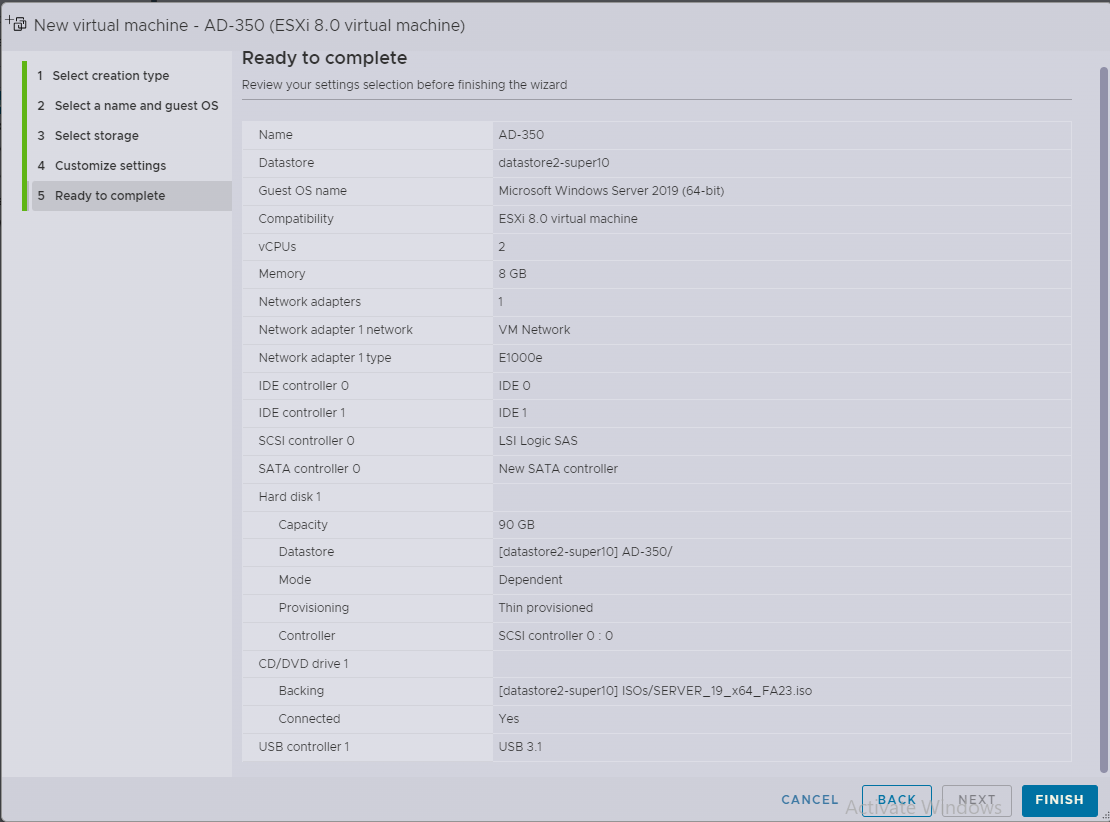 New virtual machine - AD-350 (ESXi 8.0 virtual machine)
1 Select creation type
2 Select a name and guest OS
3 Select storage
4 Customize settings
5 Ready to complete
Ready to complete
Review your settings selection before finishing the wizard
Name AD-350
Datastore datastore2-super10
Guest OS name Microsoft Windows Server 2019 (64-bit)
Compatibility ESXi 8.0 virtual machine
vCPUs 2
Memory 8 GB
Network adapters 1
Network adapter 1 network VM Network
Network adapter 1 type E1000e
IDE controller 0 IDE 0
IDE controller 1 IDE 1
SCSI controller 0 LSI Logic SAS
SATA controller 0 New SATA controller
Hard disk 1
Capacity 90 GB
Datastore [datastore2-super10] AD-350/
Mode Dependent
Provisioning Thin provisioned
Controller SCSI controller 0 : 0
CD/DVD drive 1
Backing [datastore2-super10] ISOs/SERVER_19_x64_FA23.iso
Connected Yes
USB controller 1 USB 3.1
CANCEL BACK NEXT FINISH
Activate Windows